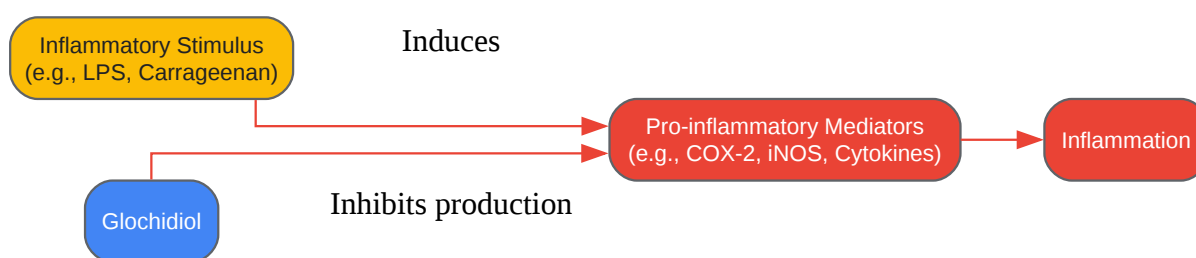 Inflammatory Stimulus
(e.g., LPS, Carrageenan)
Induces
Pro-inflammatory Mediators
(e.g., COX-2, iNOS, Cytokines)
Inflammation
Glochidiol
Inhibits production